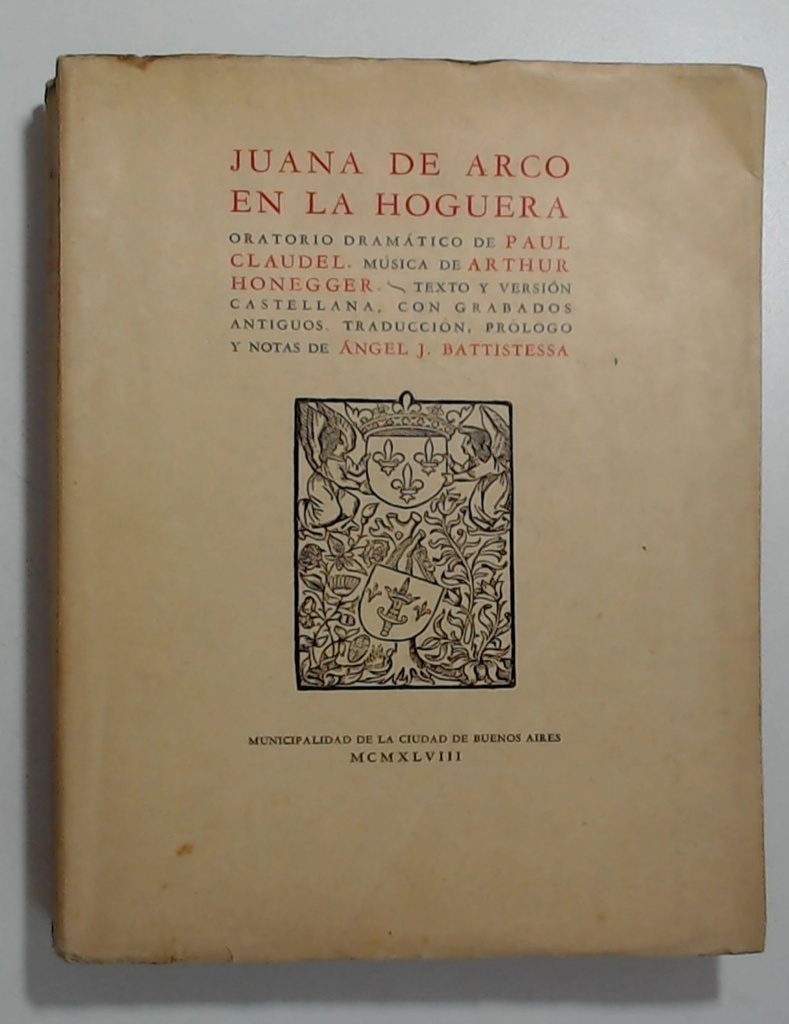 JUANA DE ARCO
EN LA HOGUERA
ORATORIO DRAMÁTICO DE PAUL
CLAUDEL. MÚSICA DE ARTHUR
HONEGGER. TEXTO Y VERSIÓN
CASTELLANA, CON GRABADOS
ANTIGUOS. TRADUCCIÓN, PRÓLOGO
Y NOTAS DE ÁNGEL J. BATTISTESSA
MUNICIPALIDAD DE LA CIUDAD DE BUENOS AIRES
MCMXLVIII